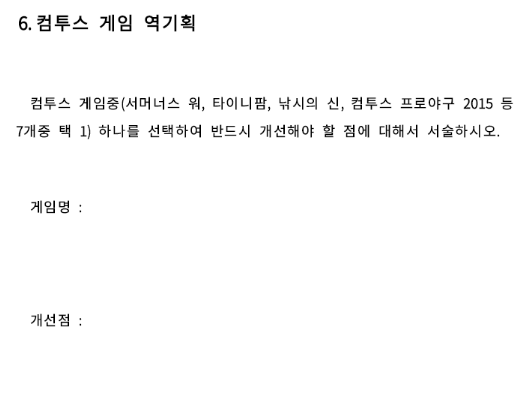 6. 컴투스 게임 역기획
컴투스 게임중(서머너스 워, 타이니팜, 낚시의 신, 컴투스 프로야구 2015 등
7개중 택 1) 하나를 선택하여 반드시 개선해야 할 점에 대해서 서술하시오.
게임명 :
개선점 :